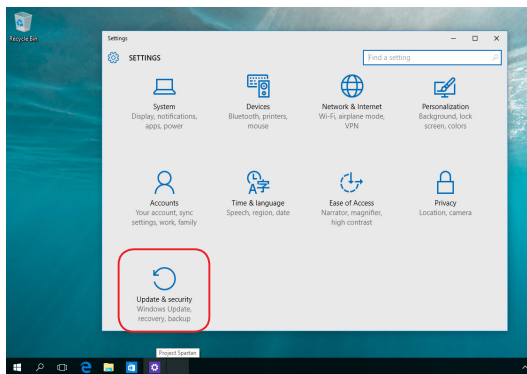 Recycle Bin
Settings
SETTINGS
Find a setting
System
Display, notifications,
apps, power
Devices
Bluetooth, printers,
mouse
Network & Internet
Wi-Fi, airplane mode,
VPN
Personalization
Background, lock
screen, colors
Accounts
Your account, sync
settings, work, family
Time & language
Speech, region, date
Ease of Access
Narrator, magnifier,
high contrast
Privacy
Location, camera
Update & security
Windows Update,
recovery, backup
Project Spartan